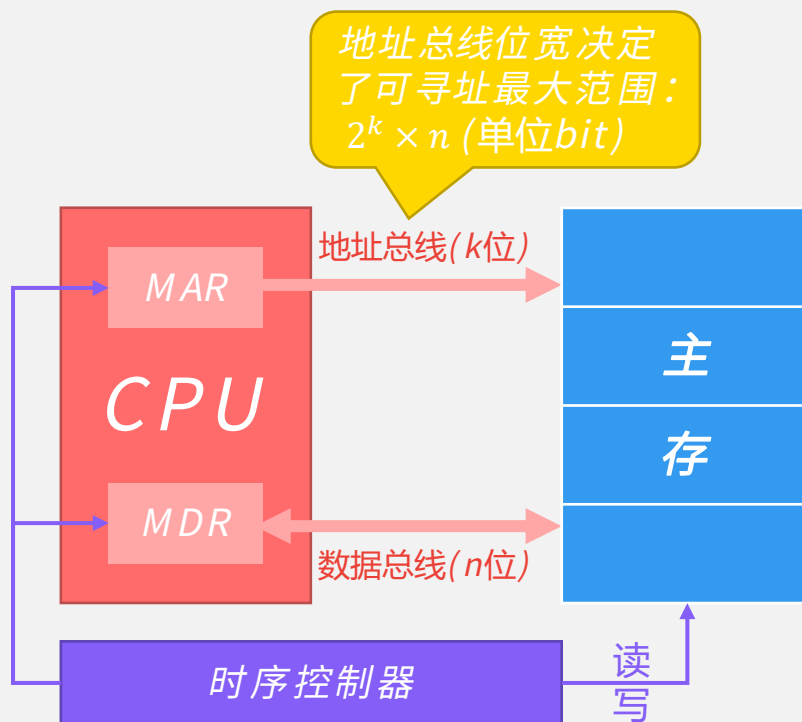 地址总线位宽决定
了可寻址最大范围：
2^k × n (单位bit)
地址总线(k位)
MAR
CPU
主
存
MDR
数据总线(n位)
时序控制器
读
写